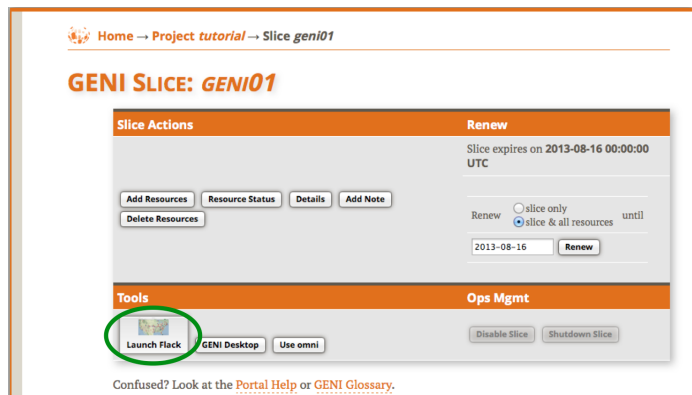 Home → Project tutorial → Slice geni01
GENI SLICE: GENI01
Slice Actions
Renew
Slice expires on 2013-08-16 00:00:00
UTC
Add Resources Resource Status Details Add Note
Delete Resources
Renew slice only until
slice & all resources
2013-08-16 Renew
Tools
Ops Mgmt
Launch Flack GENI Desktop Use omni
Disable Slice Shutdown Slice
Confused? Look at the Portal Help or GENI Glossary.